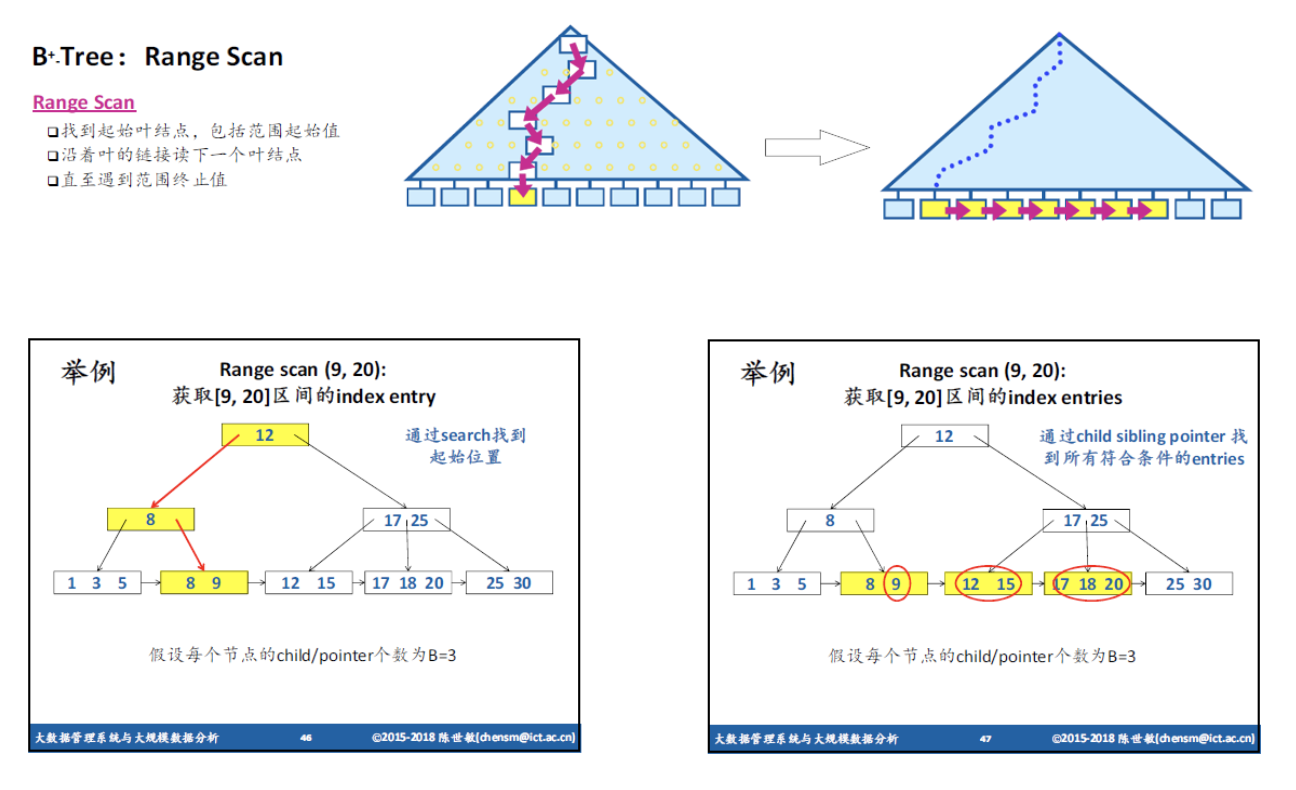 B+-Tree： Range Scan
Range Scan
❑找到起始叶结点，包括范围起始值
❑沿着叶的链接读下一个叶结点
❑直至遇到范围终止值
举例
Range scan (9, 20):
获取[9, 20]区间的index entry
12
通过search找到
起始位置
8
17 25
1 3 5
8 9
12 15
17 18 20
25 30
假设每个节点的child/pointer个数为B=3
大数据管理系统与大规模数据分析
46
©2015-2018 陈世敏(chensm@ict.ac.cn)
举例
Range scan (9, 20):
获取[9, 20]区间的index entries
12
通过child sibling pointer 找
到所有符合条件的entries
8
17 25
1 3 5
8 9
12 15
17 18 20
25 30
假设每个节点的child/pointer个数为B=3
大数据管理系统与大规模数据分析
47
©2015-2018 陈世敏(chensm@ict.ac.cn)